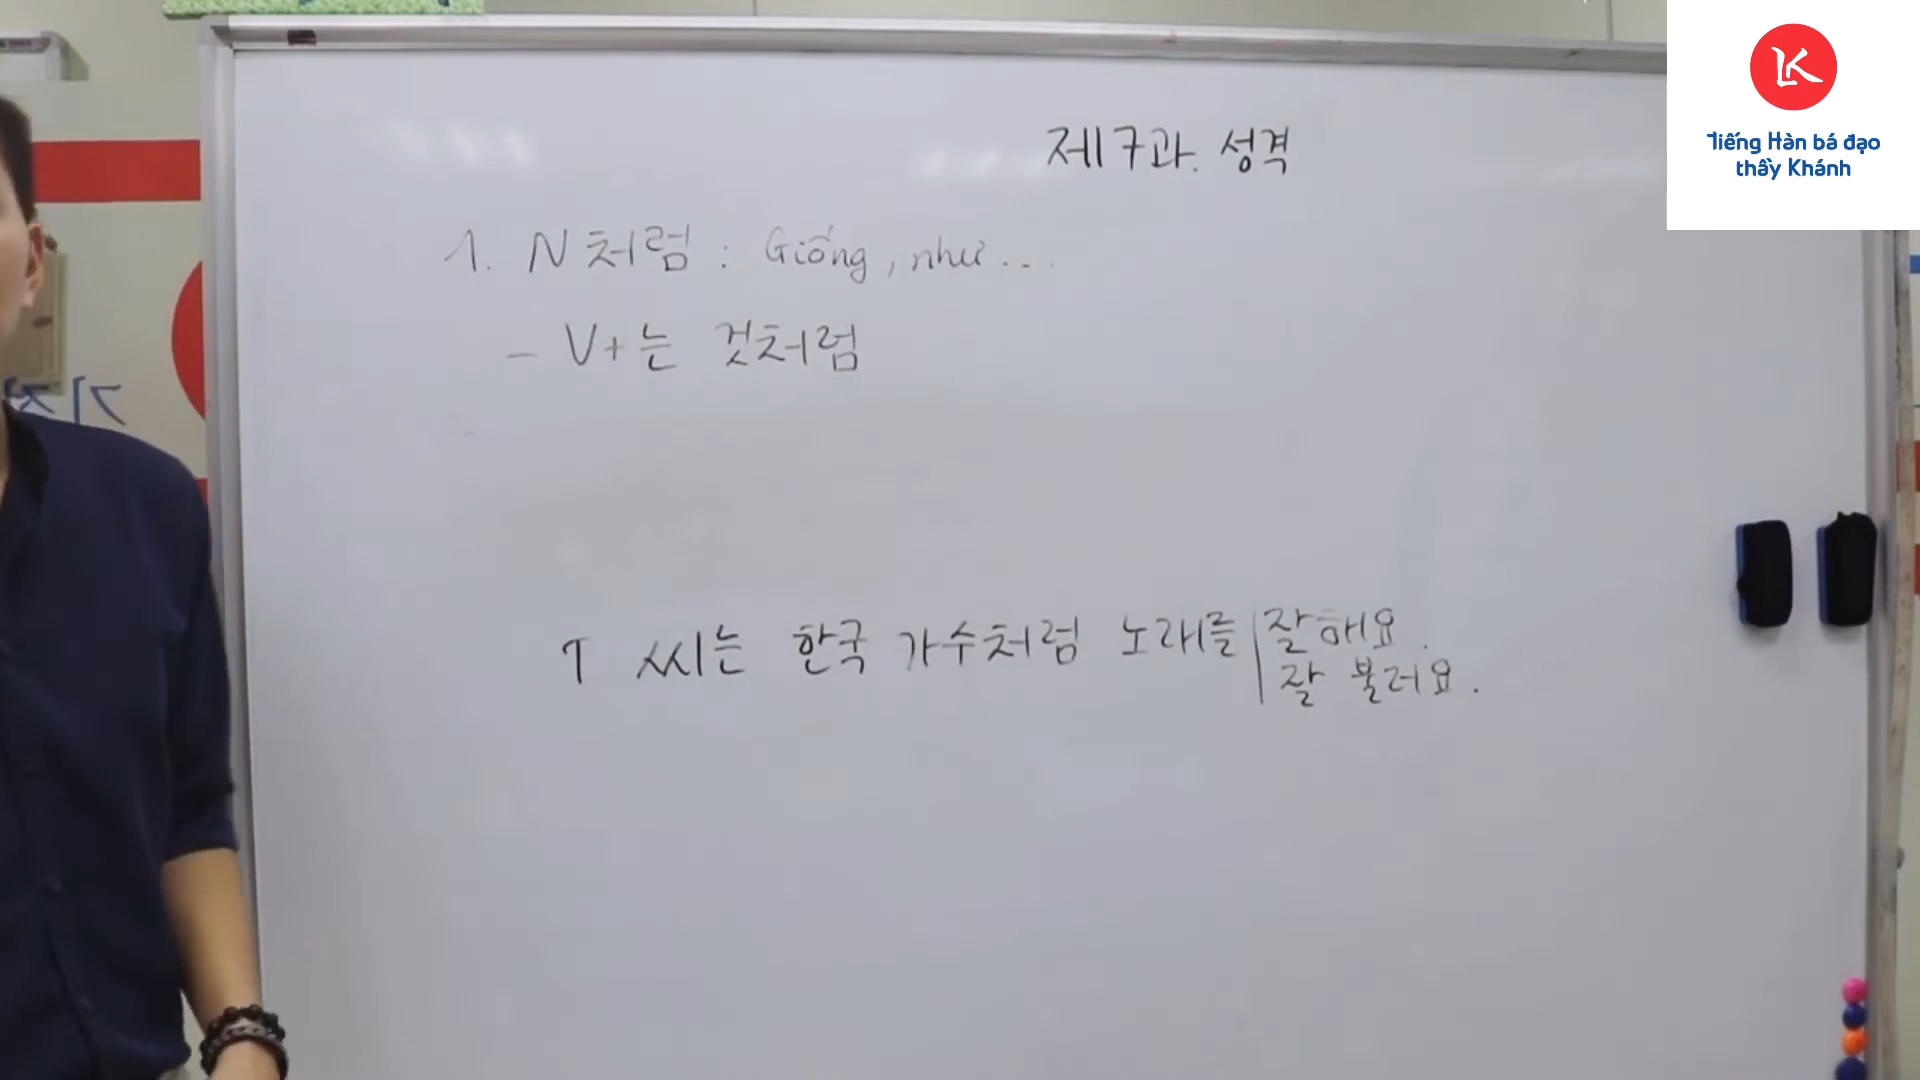 제7과. 성격
1. N처럼 : Giống, như...
- V+는 것처럼
T 씨는 한국 가수처럼 노래를 잘해요.
잘 불러요.
Tiếng Hàn bá đạo
thầy Khánh